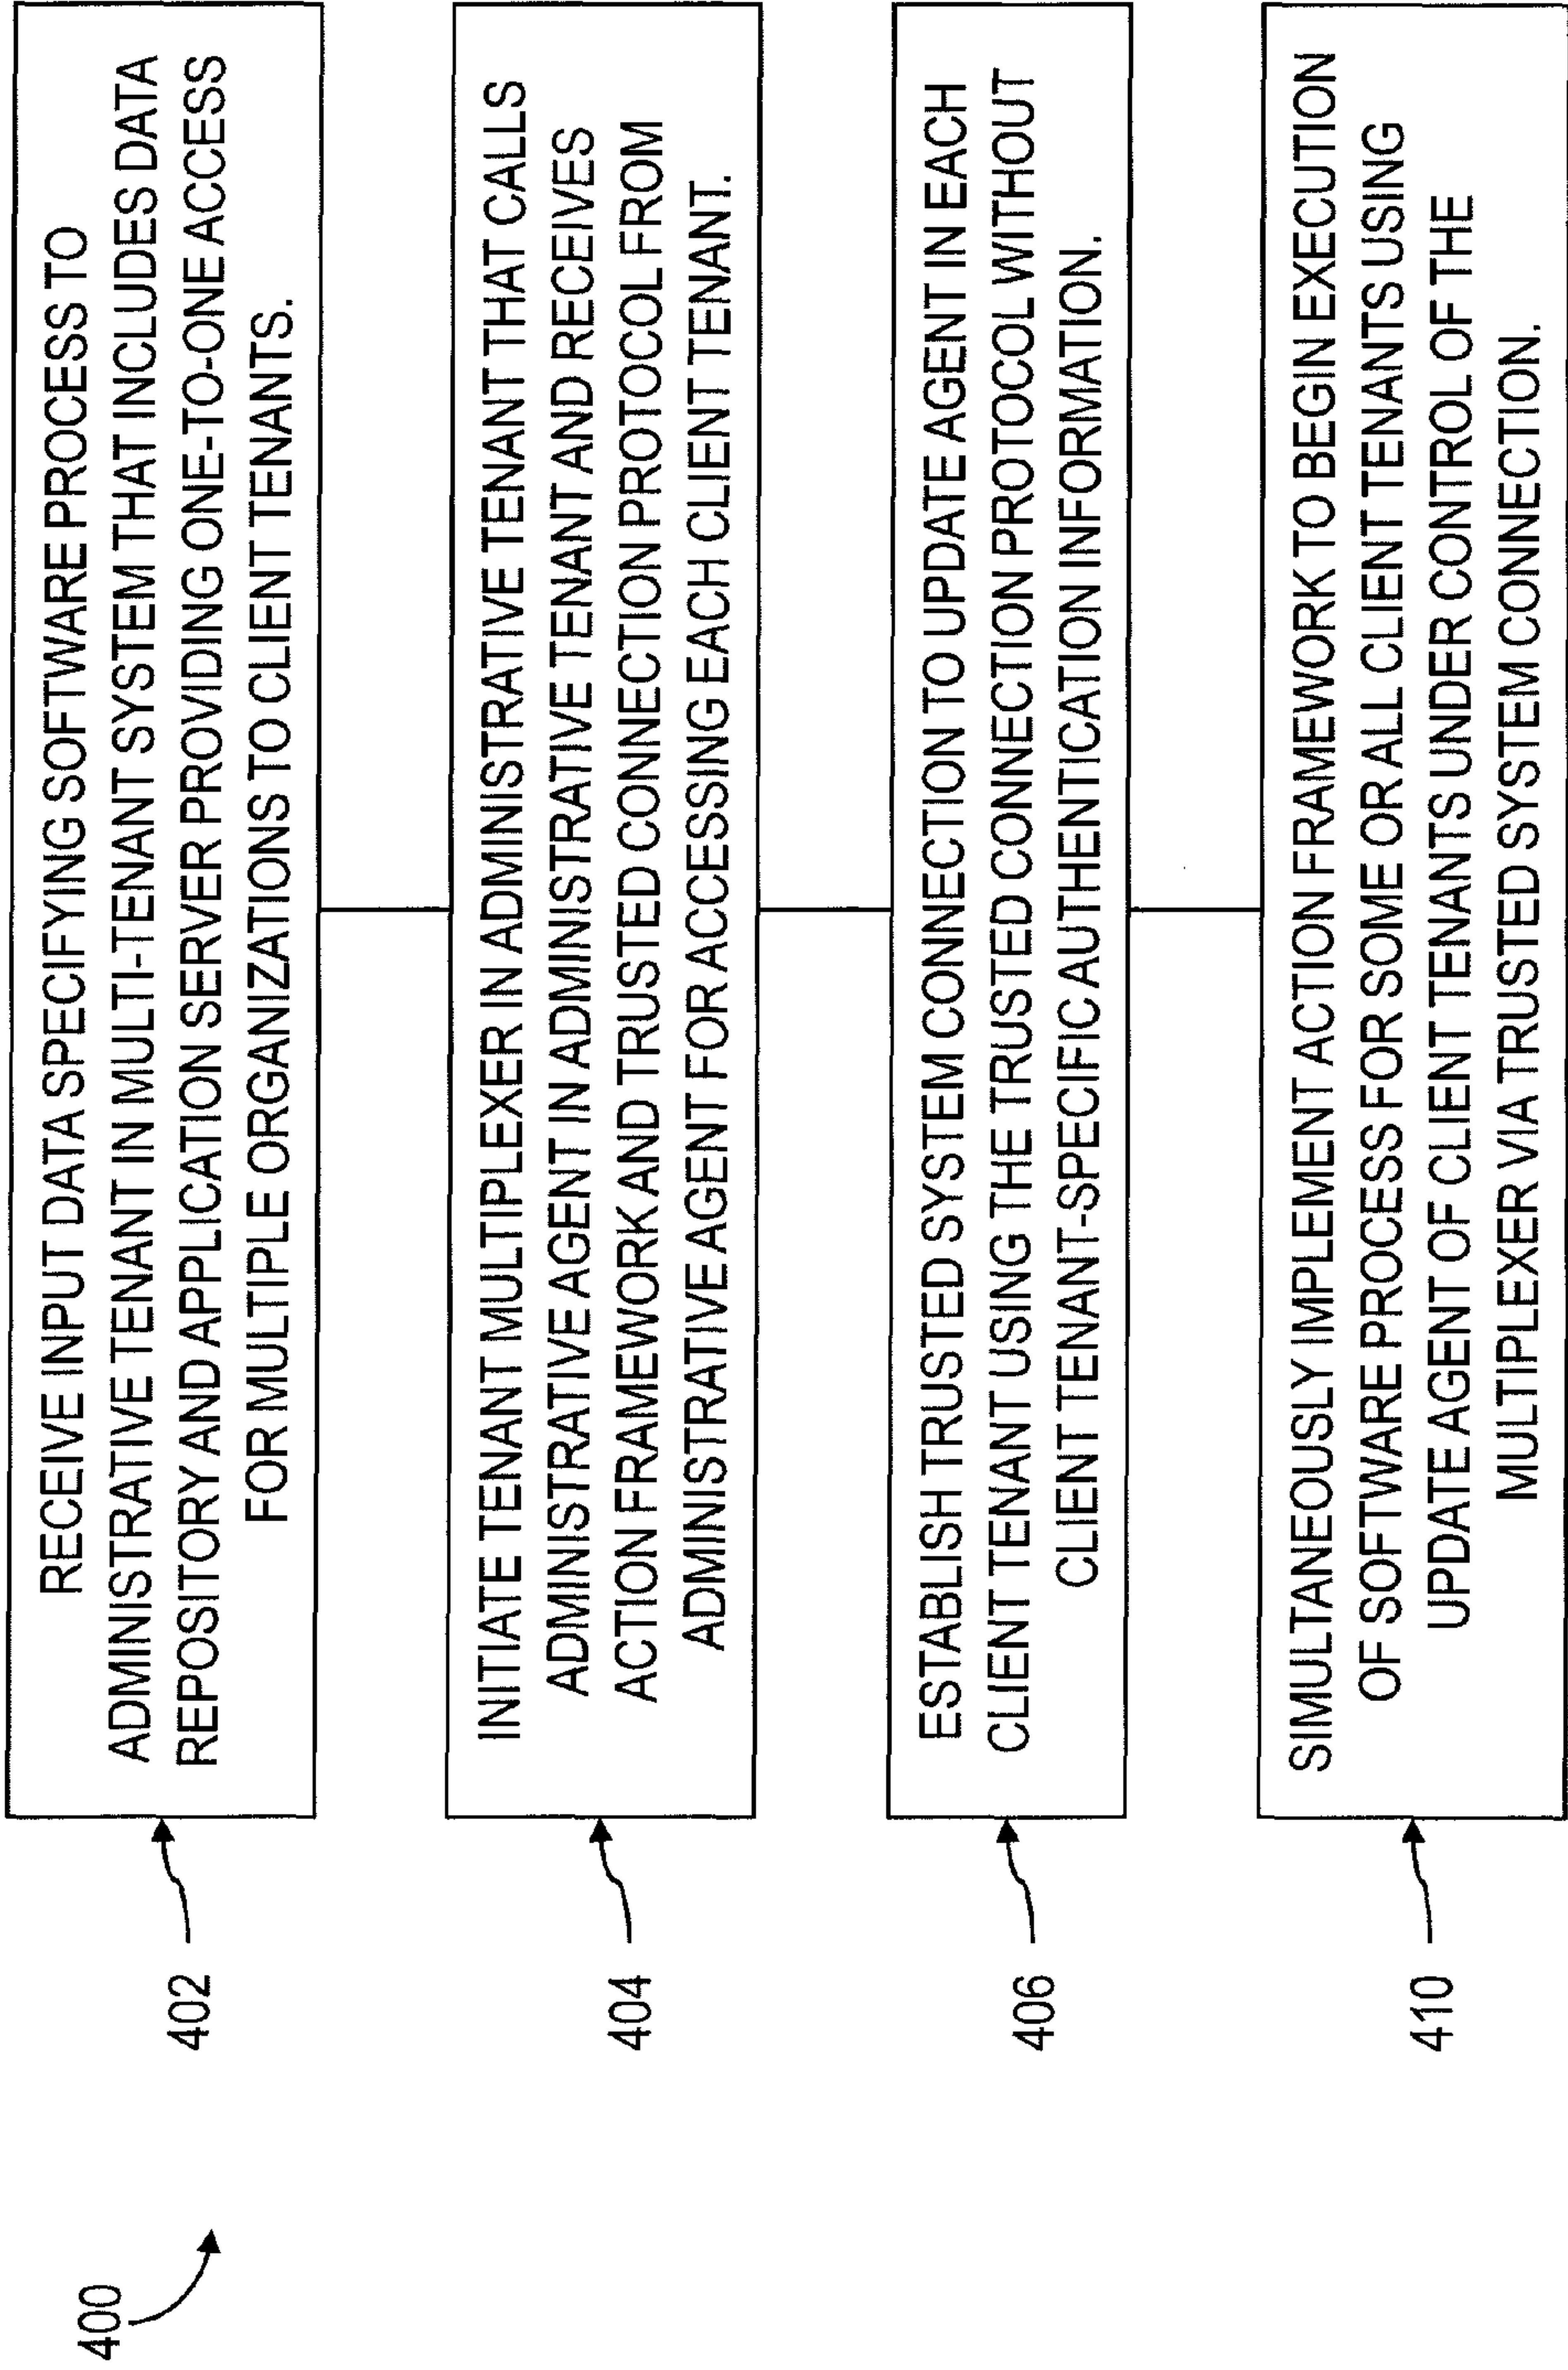 400
402
RECEIVE INPUT DATA SPECIFYING SOFTWARE PROCESS TO
ADMINISTRATIVE TENANT IN MULTI-TENANT SYSTEM THAT INCLUDES DATA
REPOSITORY AND APPLICATION SERVER PROVIDING ONE-TO-ONE ACCESS
FOR MULTIPLE ORGANIZATIONS TO CLIENT TENANTS.
404
INITIATE TENANT MULTIPLEXER IN ADMINISTRATIVE TENANT THAT CALLS
ADMINISTRATIVE AGENT IN ADMINISTRATIVE TENANT AND RECEIVES
ACTION FRAMEWORK AND TRUSTED CONNECTION PROTOCOL FROM
ADMINISTRATIVE AGENT FOR ACCESSING EACH CLIENT TENANT.
406
ESTABLISH TRUSTED SYSTEM CONNECTION TO UPDATE AGENT IN EACH
CLIENT TENANT USING THE TRUSTED CONNECTION PROTOCOL WITHOUT
CLIENT TENANT-SPECIFIC AUTHENTICATION INFORMATION.
410
SIMULTANEOUSLY IMPLEMENT ACTION FRAMEWORK TO BEGIN EXECUTION
OF SOFTWARE PROCESS FOR SOME OR ALL CLIENT TENANTS USING
UPDATE AGENT OF CLIENT TENANTS UNDER CONTROL OF THE
MULTIPLEXER VIA TRUSTED SYSTEM CONNECTION.